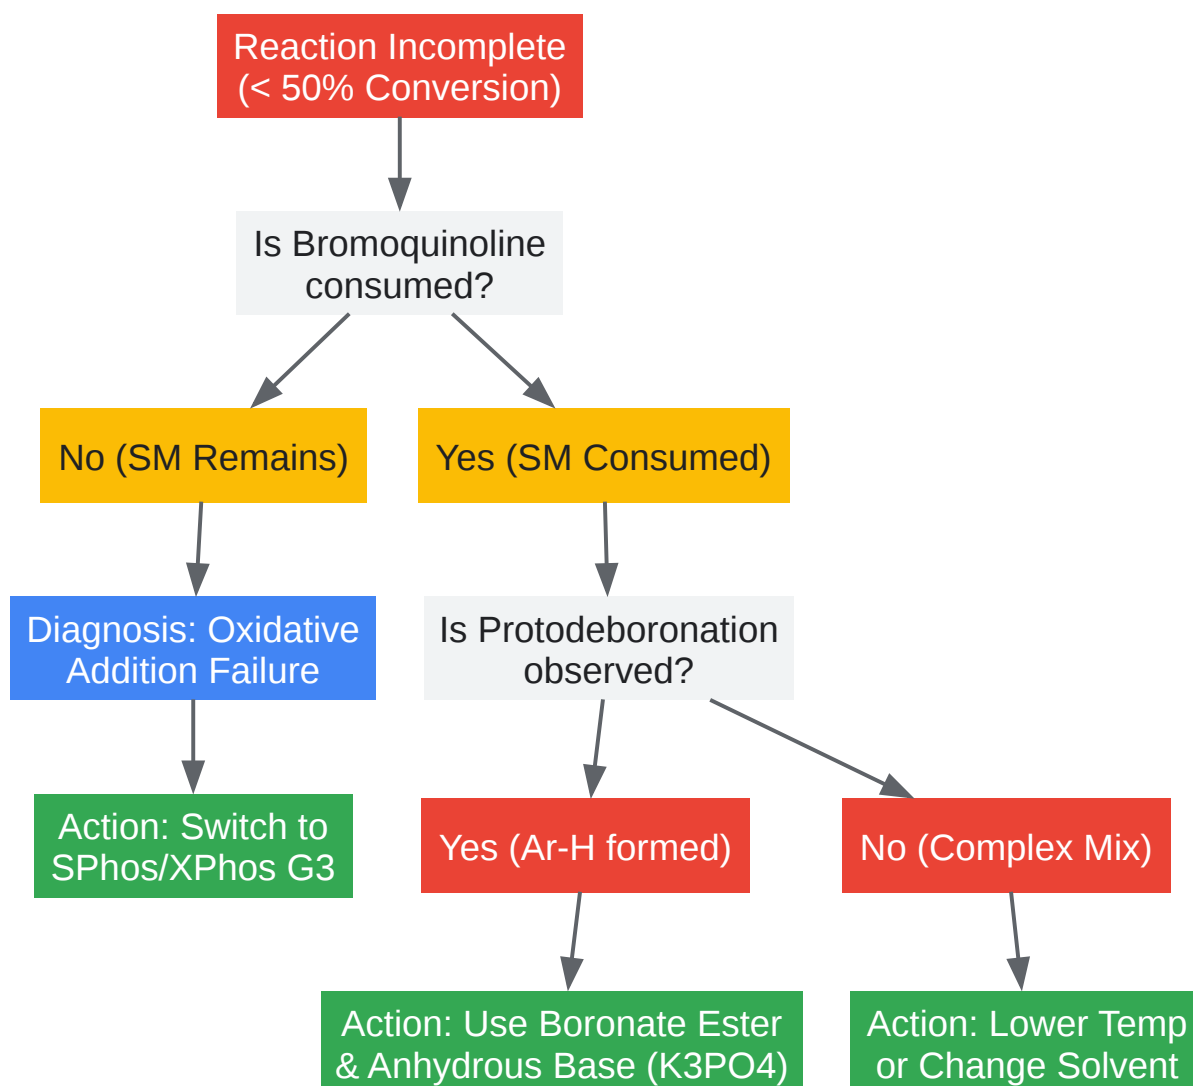 Reaction Incomplete
(< 50% Conversion)
Is Bromoquinoline
consumed?
No (SM Remains)
Yes (SM Consumed)
Diagnosis: Oxidative
Addition Failure
Is Protodeboronation
observed?
Action: Switch to
SPhos/XPhos G3
Yes (Ar-H formed)
No (Complex Mix)
Action: Use Boronate Ester
& Anhydrous Base (K3PO4)
Action: Lower Temp
or Change Solvent